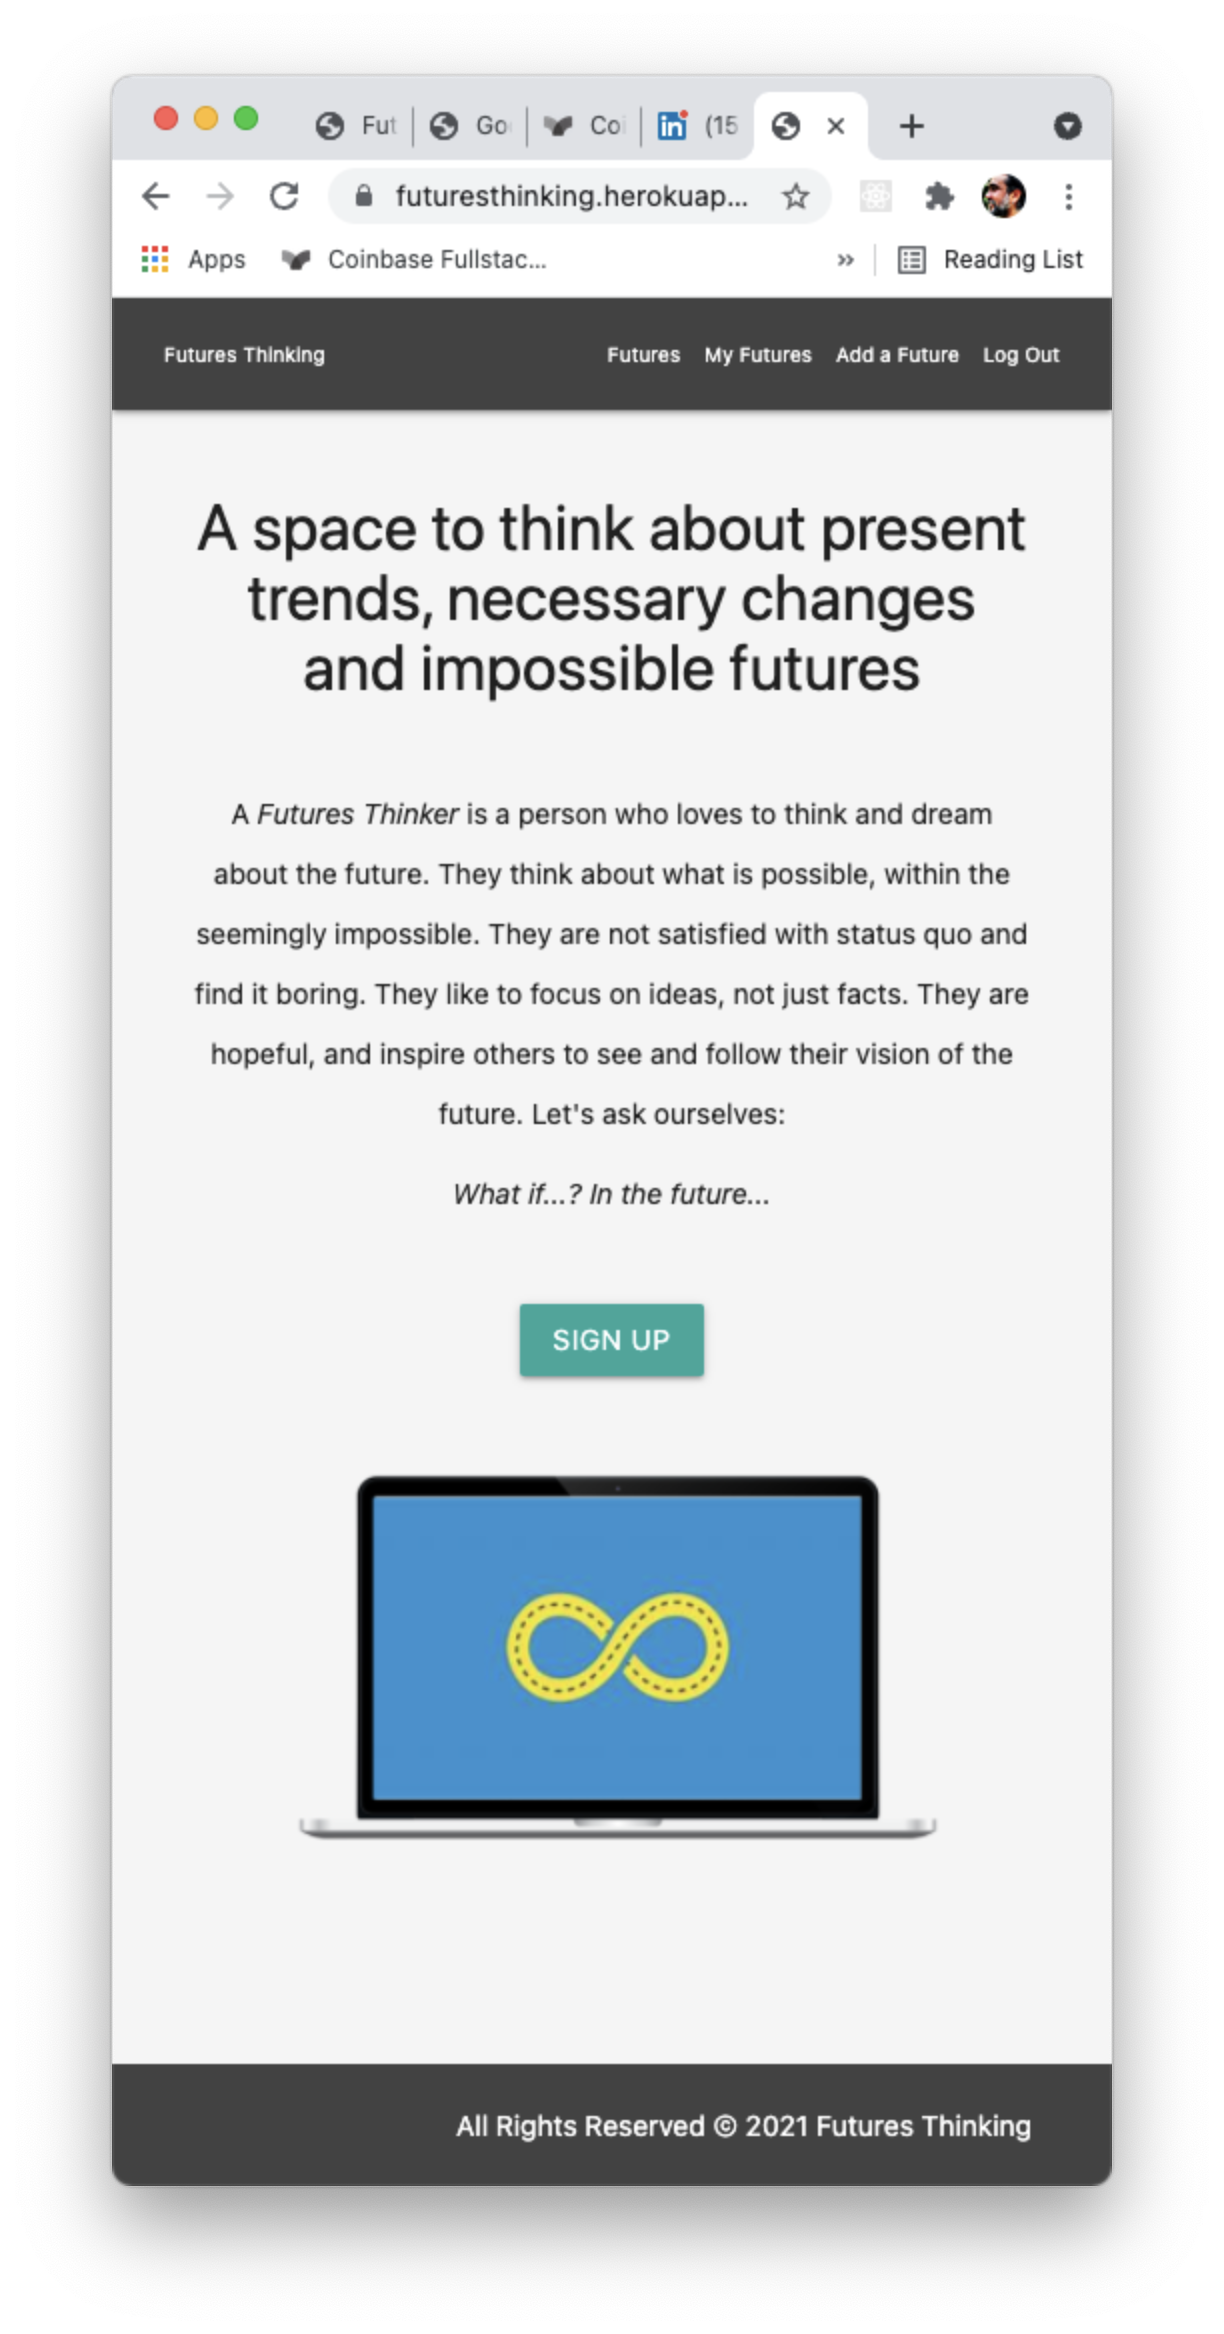 Fut Go Co (15
futuresthinking.herokuap...
Apps Coinbase Fullstac... » Reading List
Futures Thinking Futures My Futures Add a Future Log Out
A space to think about present
trends, necessary changes
and impossible futures
A Futures Thinker is a person who loves to think and dream
about the future. They think about what is possible, within the
seemingly impossible. They are not satisfied with status quo and
find it boring. They like to focus on ideas, not just facts. They are
hopeful, and inspire others to see and follow their vision of the
future. Let's ask ourselves:
What if...? In the future...
SIGN UP
All Rights Reserved © 2021 Futures Thinking